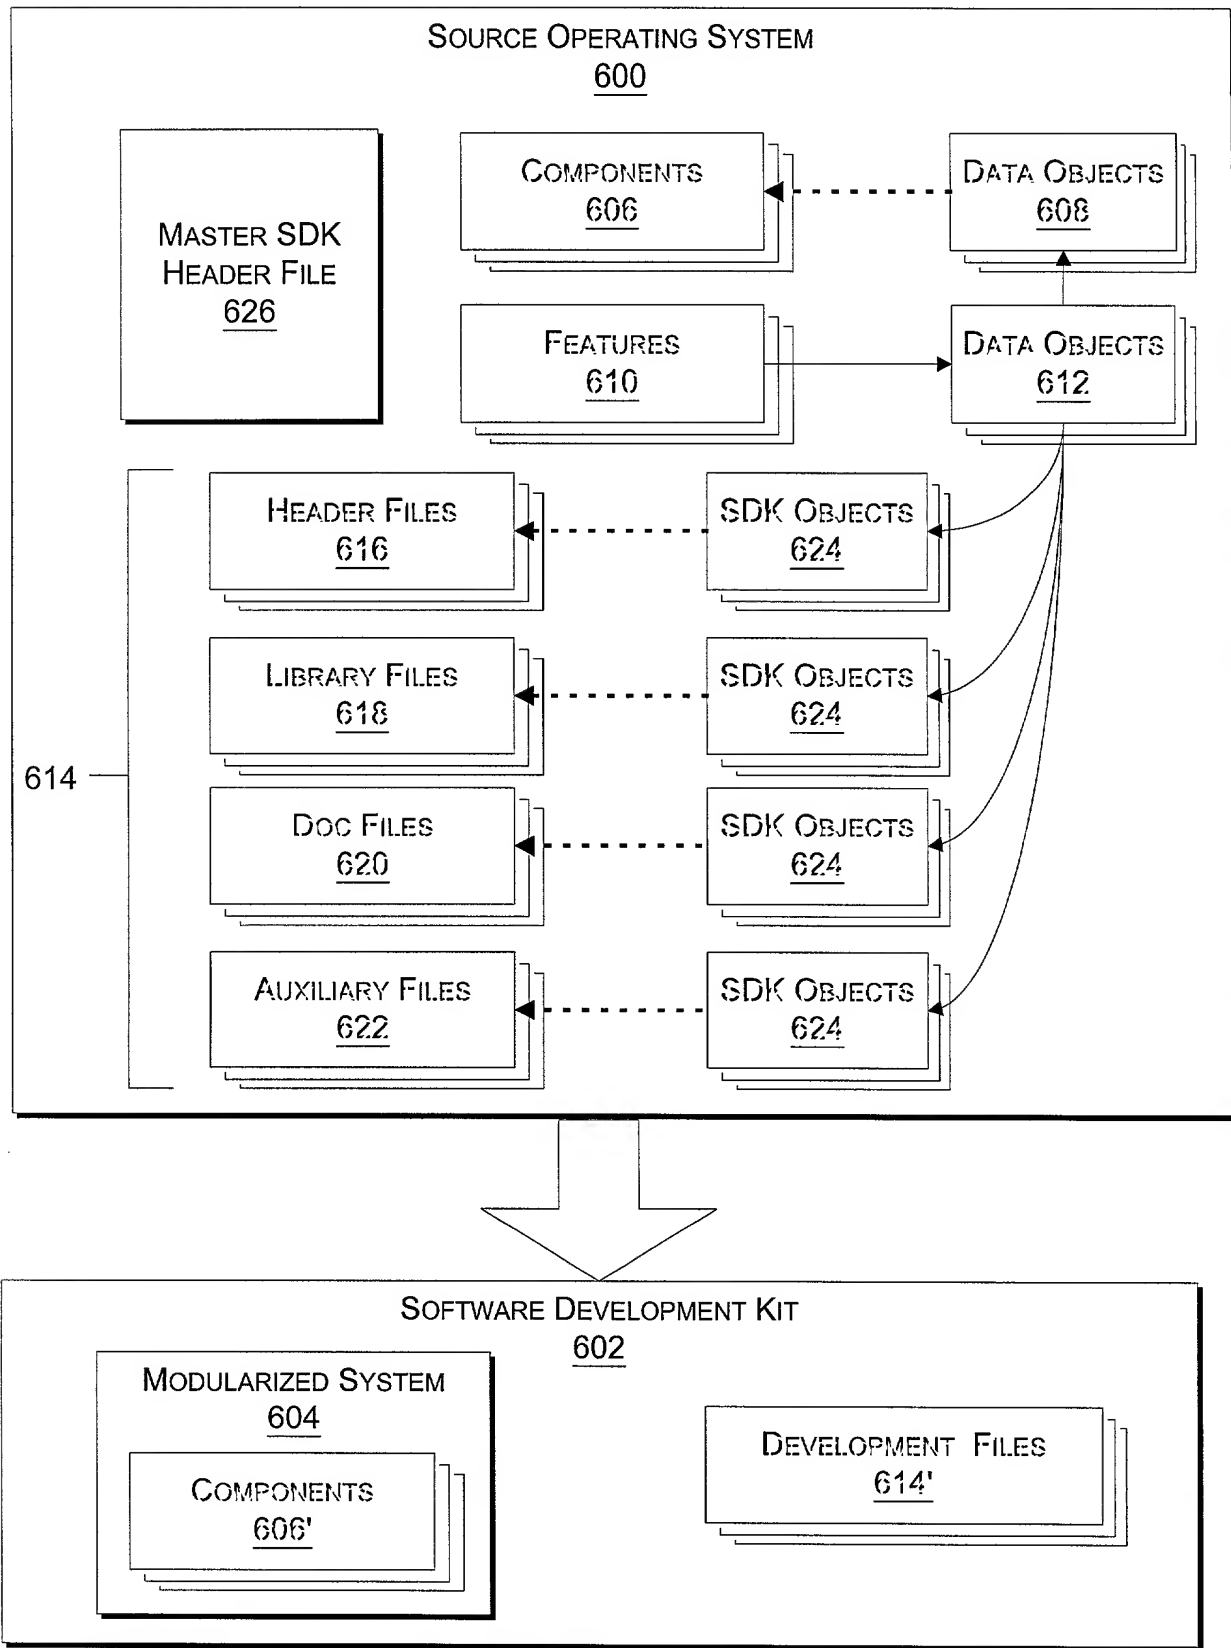 SOURCE OPERATING SYSTEM
600
MASTER SDK
HEADER FILE
626
COMPONENTS
606
DATA OBJECTS
608
FEATURES
610
DATA OBJECTS
612
614
HEADER FILES
616
SDK OBJECTS
624
LIBRARY FILES
618
SDK OBJECTS
624
DOC FILES
620
SDK OBJECTS
624
AUXILIARY FILES
622
SDK OBJECTS
624
SOFTWARE DEVELOPMENT KIT
602
MODULARIZED SYSTEM
604
COMPONENTS
606'
DEVELOPMENT FILES
614'